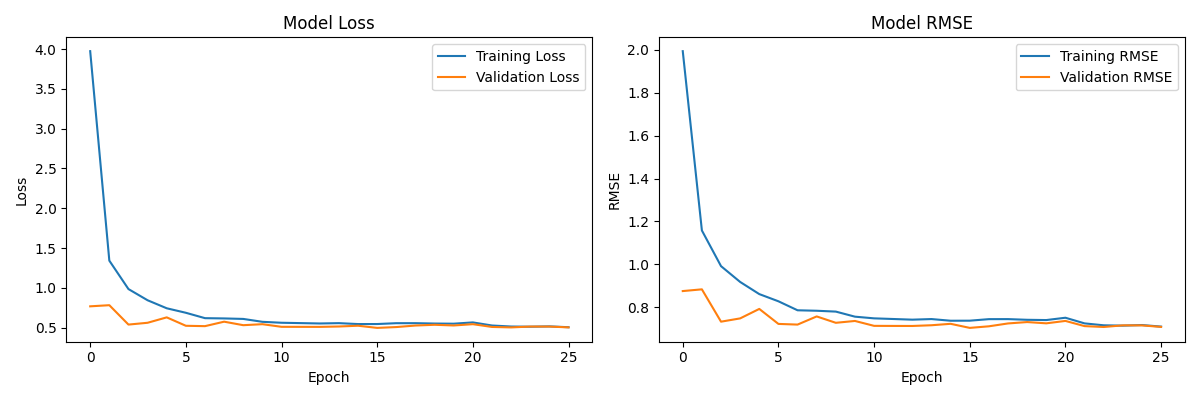 Model Loss
4.0
3.5
3.0
2.5
2.0
1.5
1.0
0.5
Loss
Training Loss
Validation Loss
0 5 10 15 20 25
Epoch
Model RMSE
2.0
1.8
1.6
1.4
1.2
1.0
0.8
RMSE
Training RMSE
Validation RMSE
0 5 10 15 20 25
Epoch